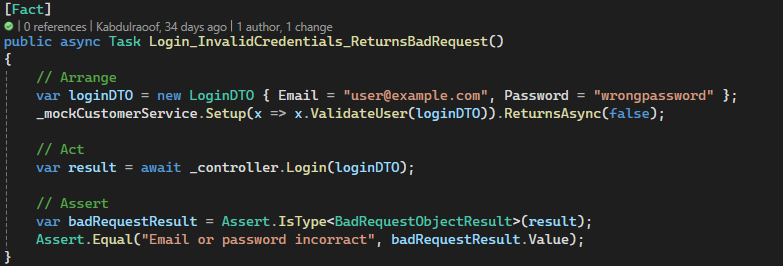 [Fact]
| 0 references | Kabdulraoof, 34 days ago | 1 author, 1 change
public async Task Login_InvalidCredentials_ReturnsBadRequest()
{
// Arrange
var loginDTO = new LoginDTO { Email = "user@example.com", Password = "wrongpassword" };
_mockCustomerService.Setup(x => x.ValidateUser(loginDTO)).ReturnsAsync(false);
// Act
var result = await _controller.Login(loginDTO);
// Assert
var badRequestResult = Assert.IsType<BadRequestObjectResult>(result);
Assert.Equal("Email or password incorrect", badRequestResult.Value);
}